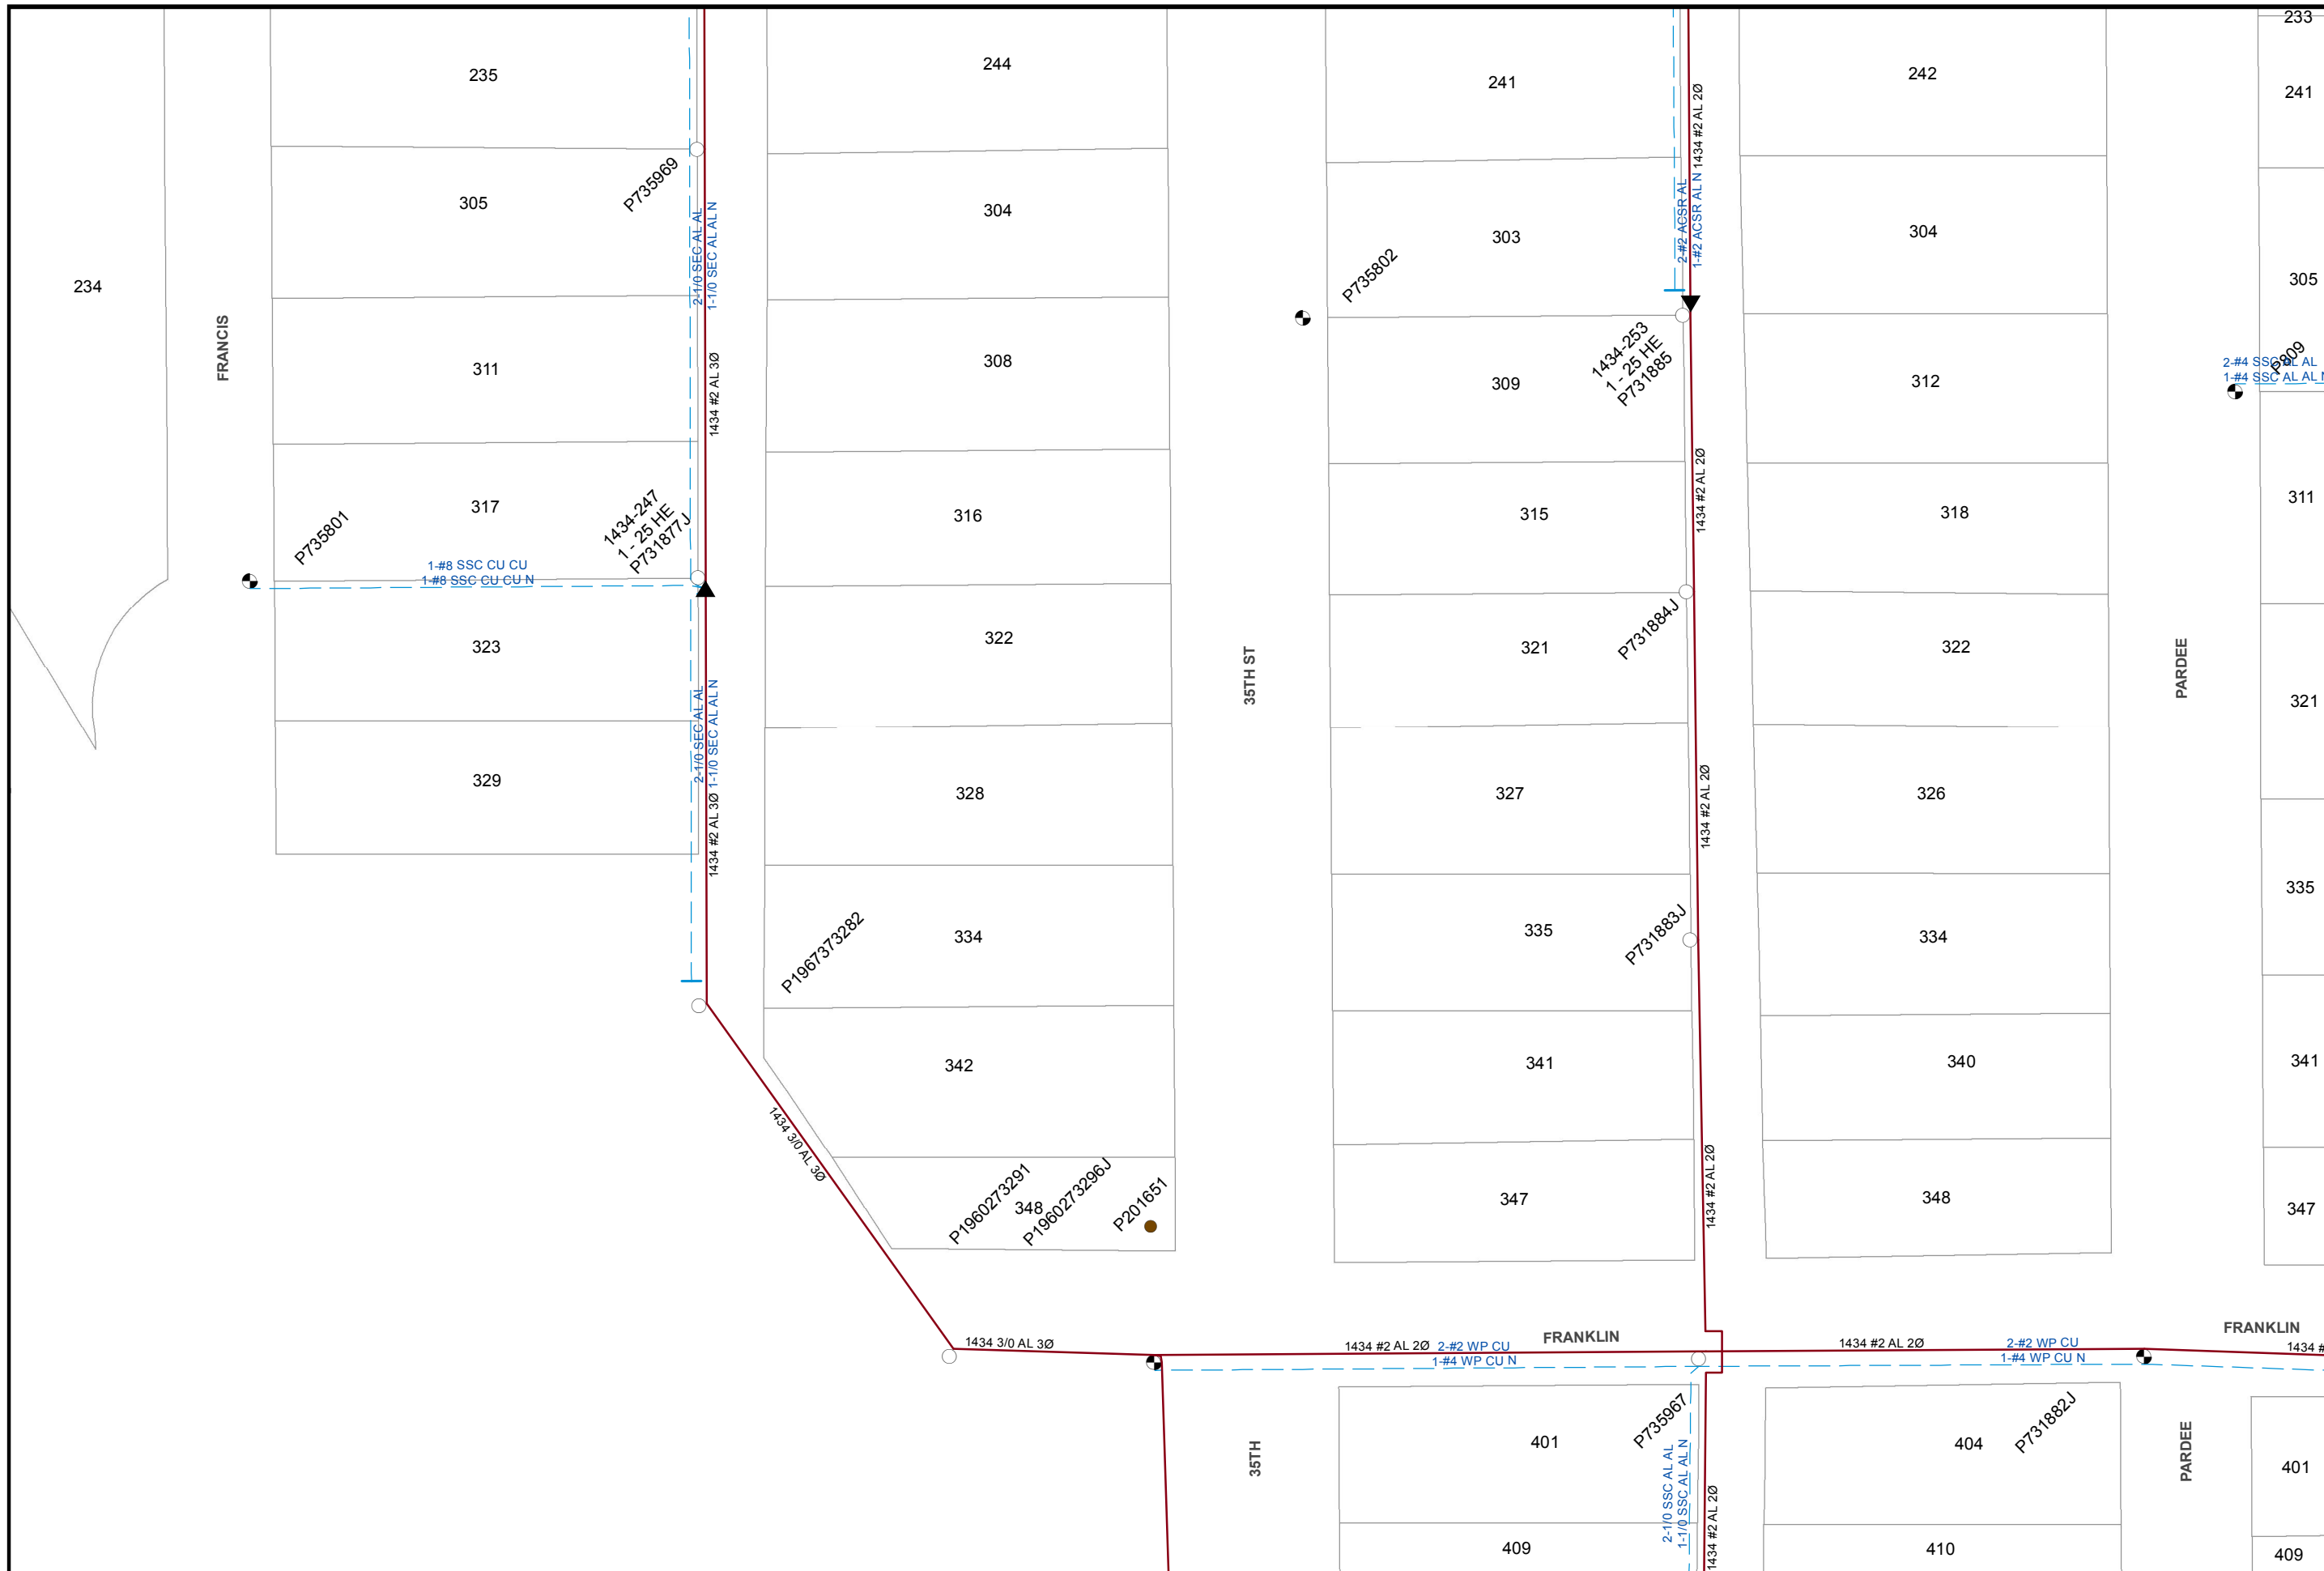 233
235
244
241
242
241
1434 #2 AL 2Ø
P735969
305
304
303
304
305
2-1/0 SEC AL AL
1-1/0 SEC AL AL N
2-#2 ACSR AL
1-#2 ACSR AL N
P735802
234
FRANCIS
311
308
309
312
1434-253
1 - 25 HE
P731885
P809
2-#4 SSC AL AL
1-#4 SSC AL AL N
1434 #2 AL 3Ø
317
316
315
318
311
P735801
1434-247
1 - 25 HE
P731877J
1434 #2 AL 2Ø
1-#8 SSC CU CU
1-#8 SSC CU CU N
323
322
321
322
321
P731884J
35TH ST
PARDEE
2-1/0 SEC AL AL
1-1/0 SEC AL AL N
1434 #2 AL 3Ø
329
328
327
326
1434 #2 AL 2Ø
335
P1967373282
334
335
P731883J
334
342
341
340
341
1434 3/0 AL 3Ø
P1960273291
348
P1960273296J
P201651
347
1434 #2 AL 2Ø
348
347
1434 3/0 AL 3Ø
1434 #2 AL 2Ø
2-#2 WP CU
1-#4 WP CU N
FRANKLIN
1434 #2 AL 2Ø
2-#2 WP CU
1-#4 WP CU N
FRANKLIN
1434 #
35TH
401
P735967
404
P731882J
PARDEE
401
2-1/0 SSC AL AL
1-1/0 SSC AL AL N
1434 #2 AL 2Ø
409
410
409